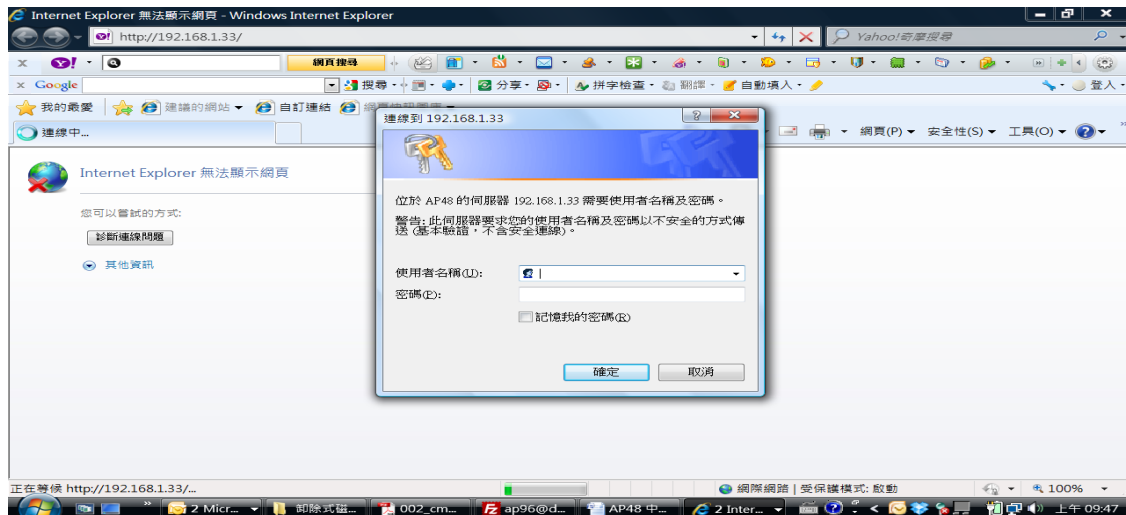 Internet Explorer 無法顯示網頁 - Windows Internet Explorer
http://192.168.1.33/
Yahoo!奇摩搜尋
Y! 網頁搜尋
Google 搜尋 分享 拼字檢查 翻譯 自動填入 登入
我的最愛 建議的網站 自訂連結
連線中...
網頁(P) 安全性(S) 工具(O)
Internet Explorer 無法顯示網頁
您可以嘗試的方式:
診斷連線問題
其他資訊
連線到 192.168.1.33
位於 AP48 的伺服器 192.168.1.33 需要使用者名稱及密碼。
警告: 此伺服器要求您的使用者名稱及密碼以不安全的方式傳
送 (基本驗證，不含安全連線)。
使用者名稱(U):
密碼(P):
記憶我的密碼(R)
確定 取消
正在等候 http://192.168.1.33/...
網際網路 | 受保護模式: 啟動
100%
2 Micr... 卸除式磁... 002_cm... ap96@d... AP48 中... 2 Inter...
上午 09:47